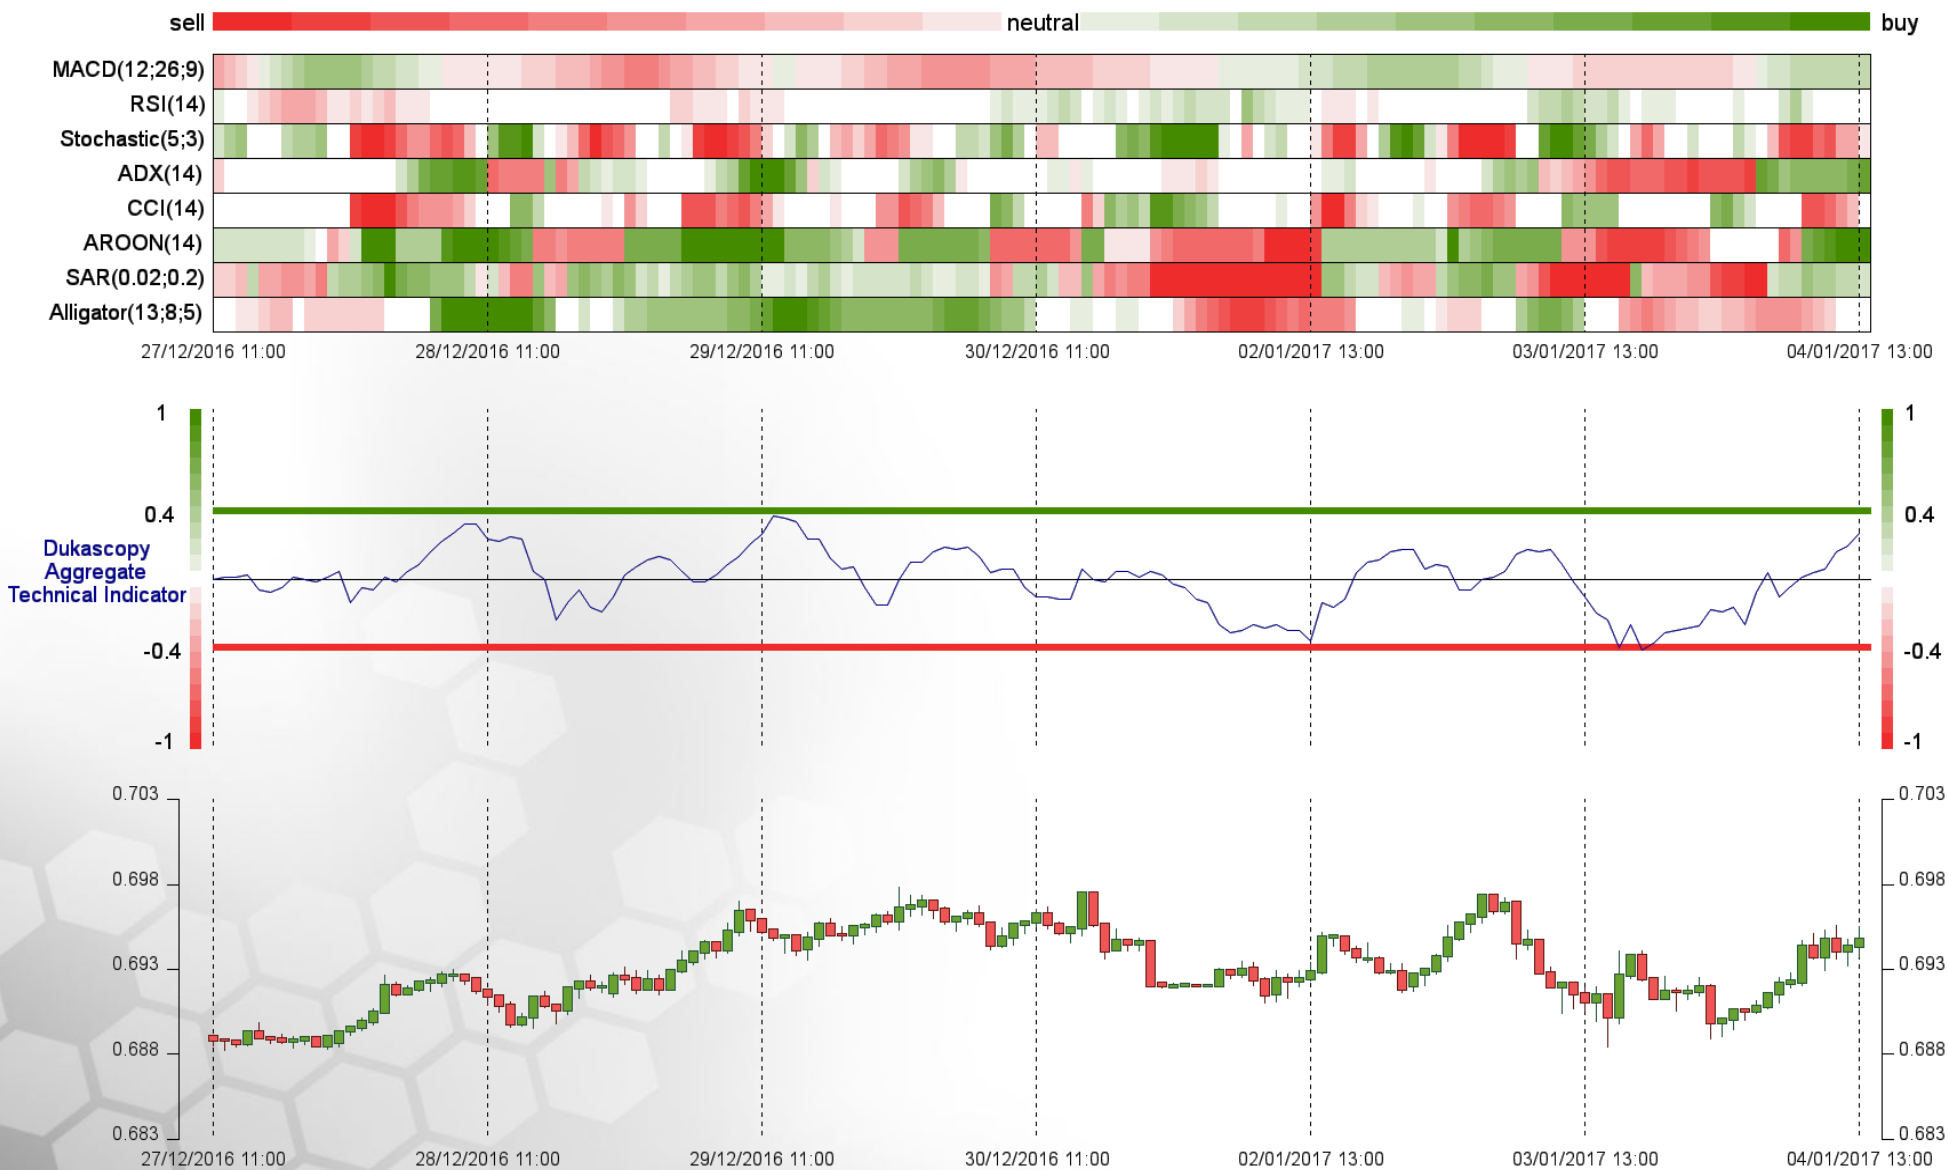 sell neutral buy
MACD(12;26;9)
RSI(14)
Stochastic(5;3)
ADX(14)
CCI(14)
AROON(14)
SAR(0.02;0.2)
Alligator(13;8;5)
27/12/2016 11:00 28/12/2016 11:00 29/12/2016 11:00 30/12/2016 11:00 02/01/2017 13:00 03/01/2017 13:00 04/01/2017 13:00
1 1
0.4 0.4
Dukascopy
Aggregate
Technical Indicator
-0.4 -0.4
-1 -1
0.703 0.703
0.698 0.698
0.693 0.693
0.688 0.688
0.683 0.683
27/12/2016 11:00 28/12/2016 11:00 29/12/2016 11:00 30/12/2016 11:00 02/01/2017 13:00 03/01/2017 13:00 04/01/2017 13:00